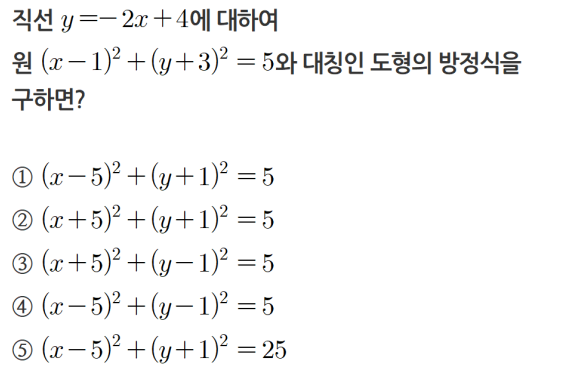 직선 y=-2x+4에 대하여
원 (x-1)²+(y+3)²=5와 대칭인 도형의 방정식을
구하면?
① (x-5)²+(y+1)²=5
② (x+5)²+(y+1)²=5
③ (x+5)²+(y-1)²=5
④ (x-5)²+(y-1)²=5
⑤ (x-5)²+(y+1)²=25